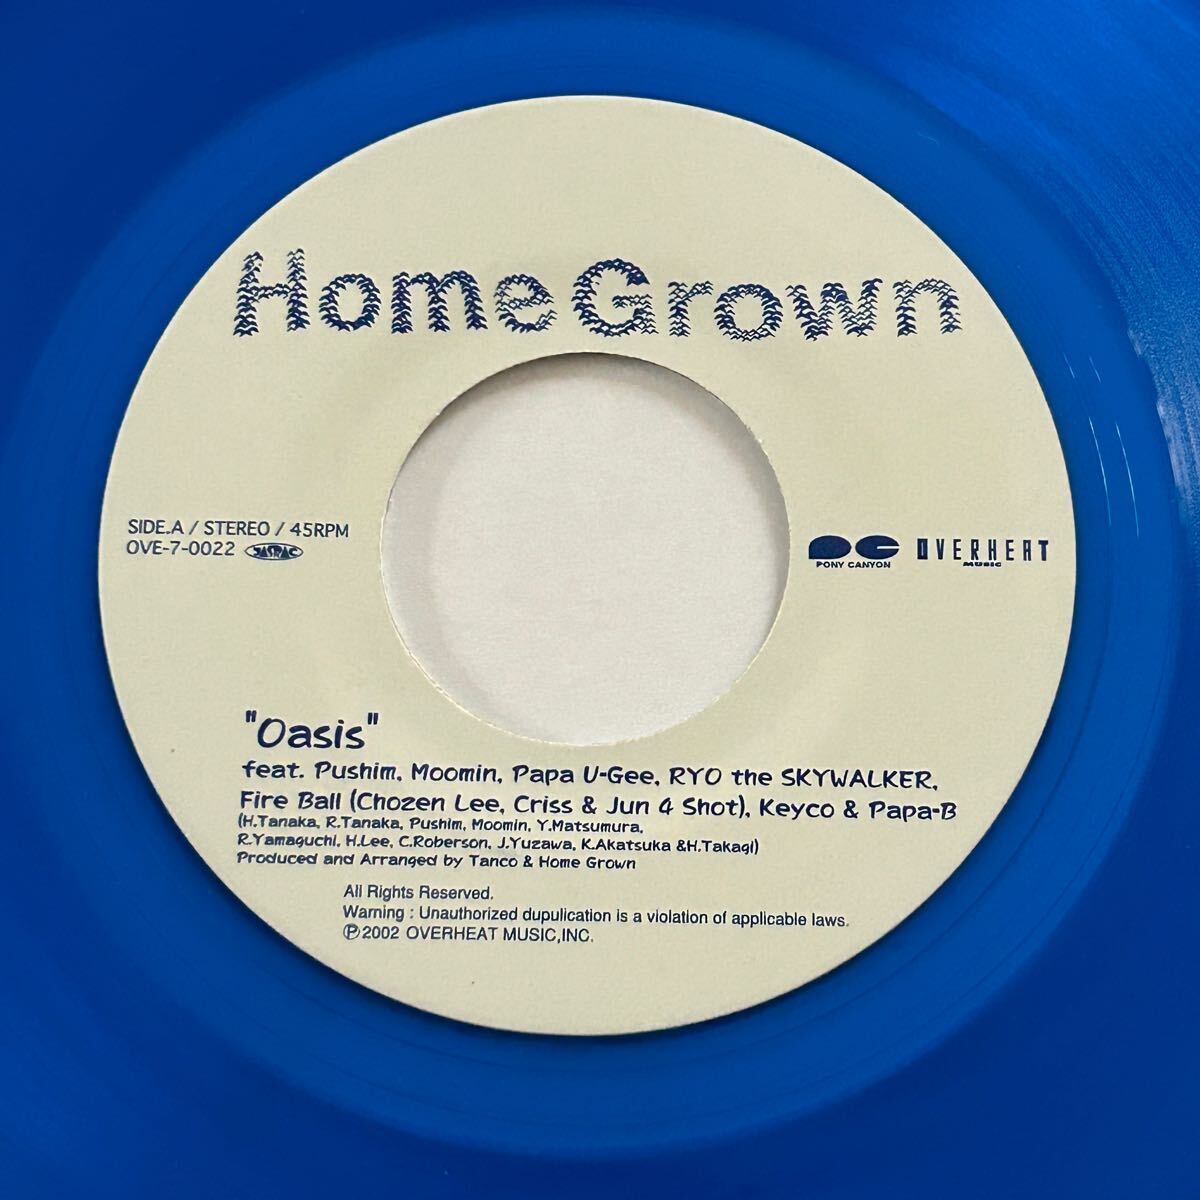 Home Grown
SIDE.A / STEREO / 45RPM
OVE-7-0022 JASRAC
PC
PONY CANYON
OVERHEAT
MUSIC
"Oasis"
feat. Pushim, Moomin, Papa U-Gee, RYO the SKYWALKER,
Fire Ball (Chozen Lee, Criss & Jun 4 Shot), Keyco & Papa-B
(H.Tanaka, R.Tanaka, Pushim, Moomin, Y.Matsumura,
R.Yamaguchi, H.Lee, C.Roberson, J.Yuzawa, K.Akatsuka &H.Takagi)
Produced and Arranged by Tanco & Home Grown
All Rights Reserved.
Warning : Unauthorized dupulication is a violation of applicable laws.
℗2002 OVERHEAT MUSIC,INC.